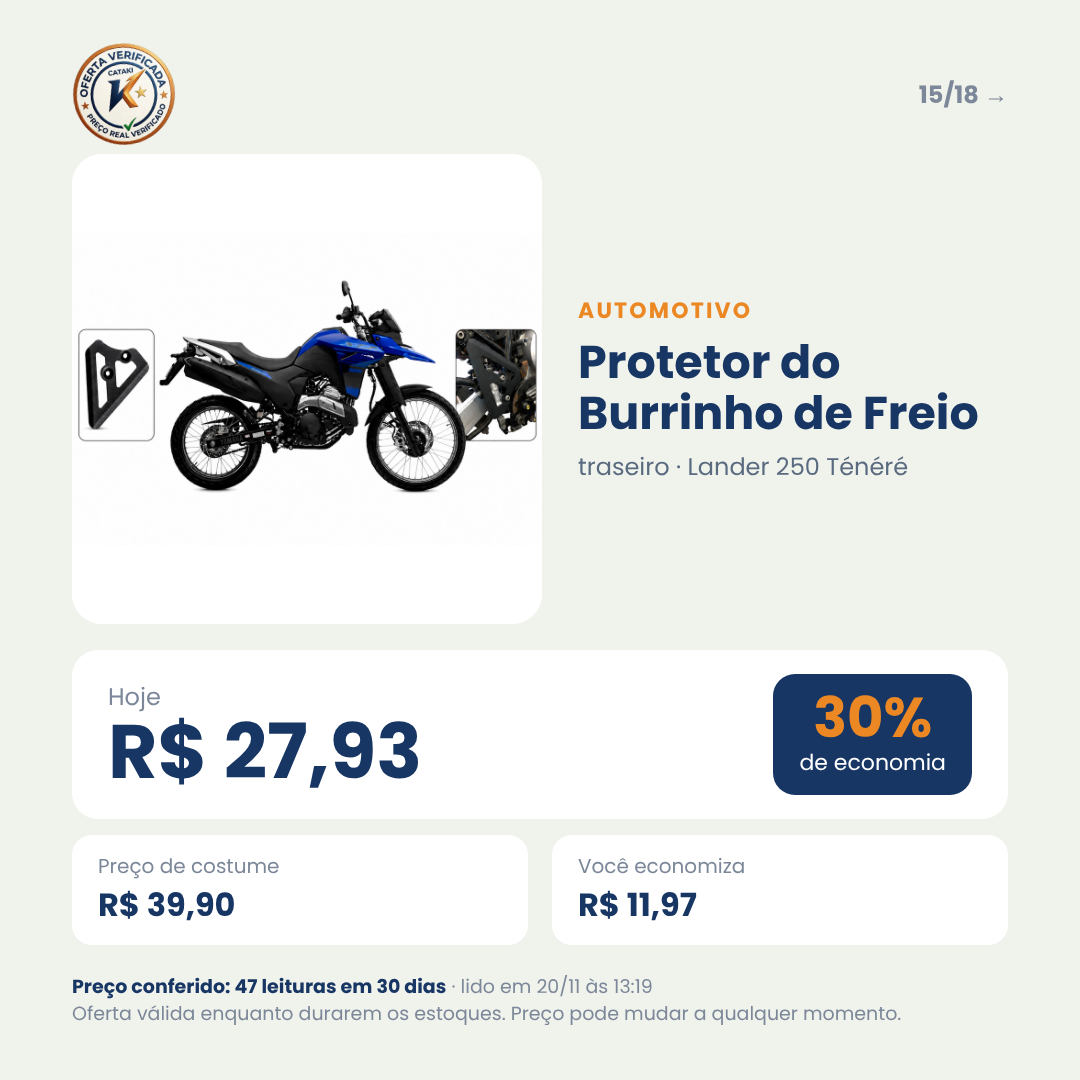 OFERTA VERIFICADA
CATAKI
PREÇO REAL VERIFICADO
15/18 →
AUTOMOTIVO
Protetor do
Burrinho de Freio
traseiro · Lander 250 Ténéré
Hoje
R$ 27,93
30%
de economia
Preço de costume
R$ 39,90
Você economiza
R$ 11,97
Preço conferido: 47 leituras em 30 dias · lido em 20/11 às 13:19
Oferta válida enquanto durarem os estoques. Preço pode mudar a qualquer momento.